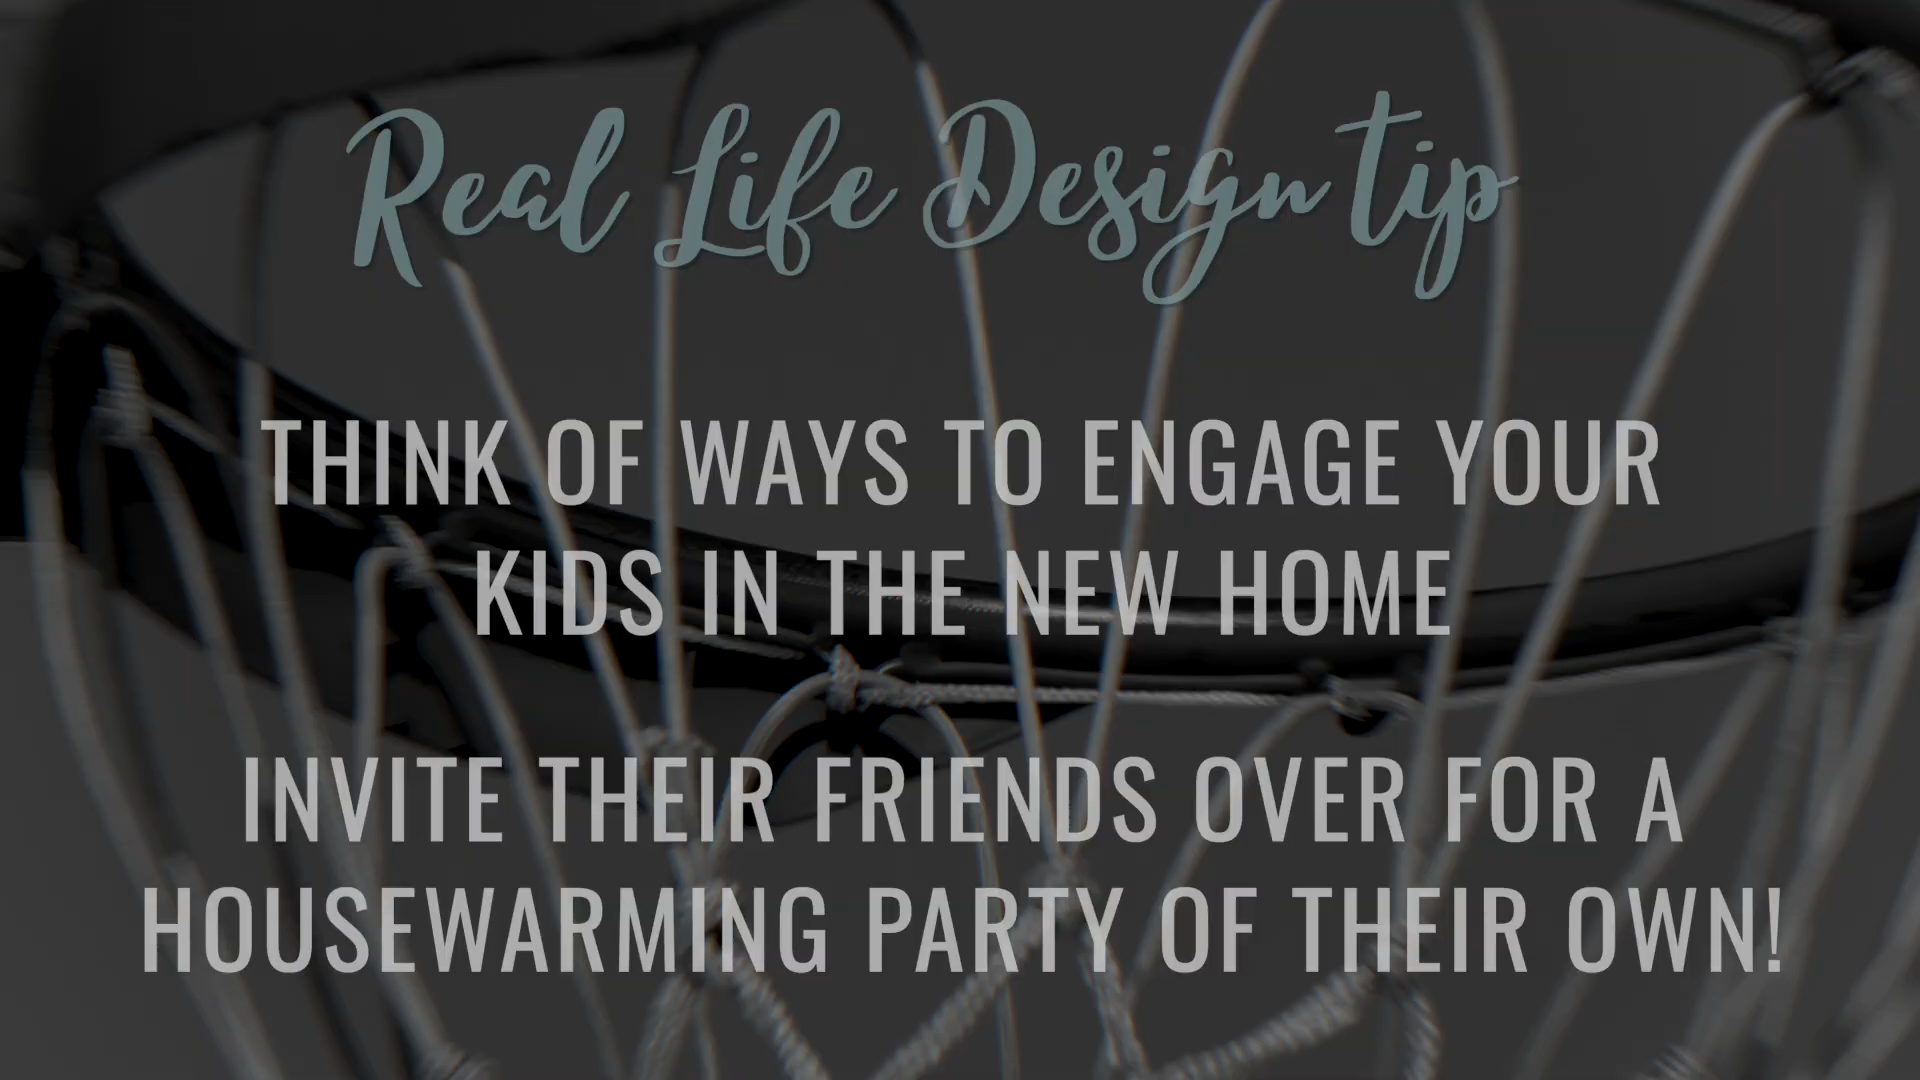 Real Life Design tip
THINK OF WAYS TO ENGAGE YOUR
KIDS IN THE NEW HOME
INVITE THEIR FRIENDS OVER FOR A
HOUSEWARMING PARTY OF THEIR OWN!